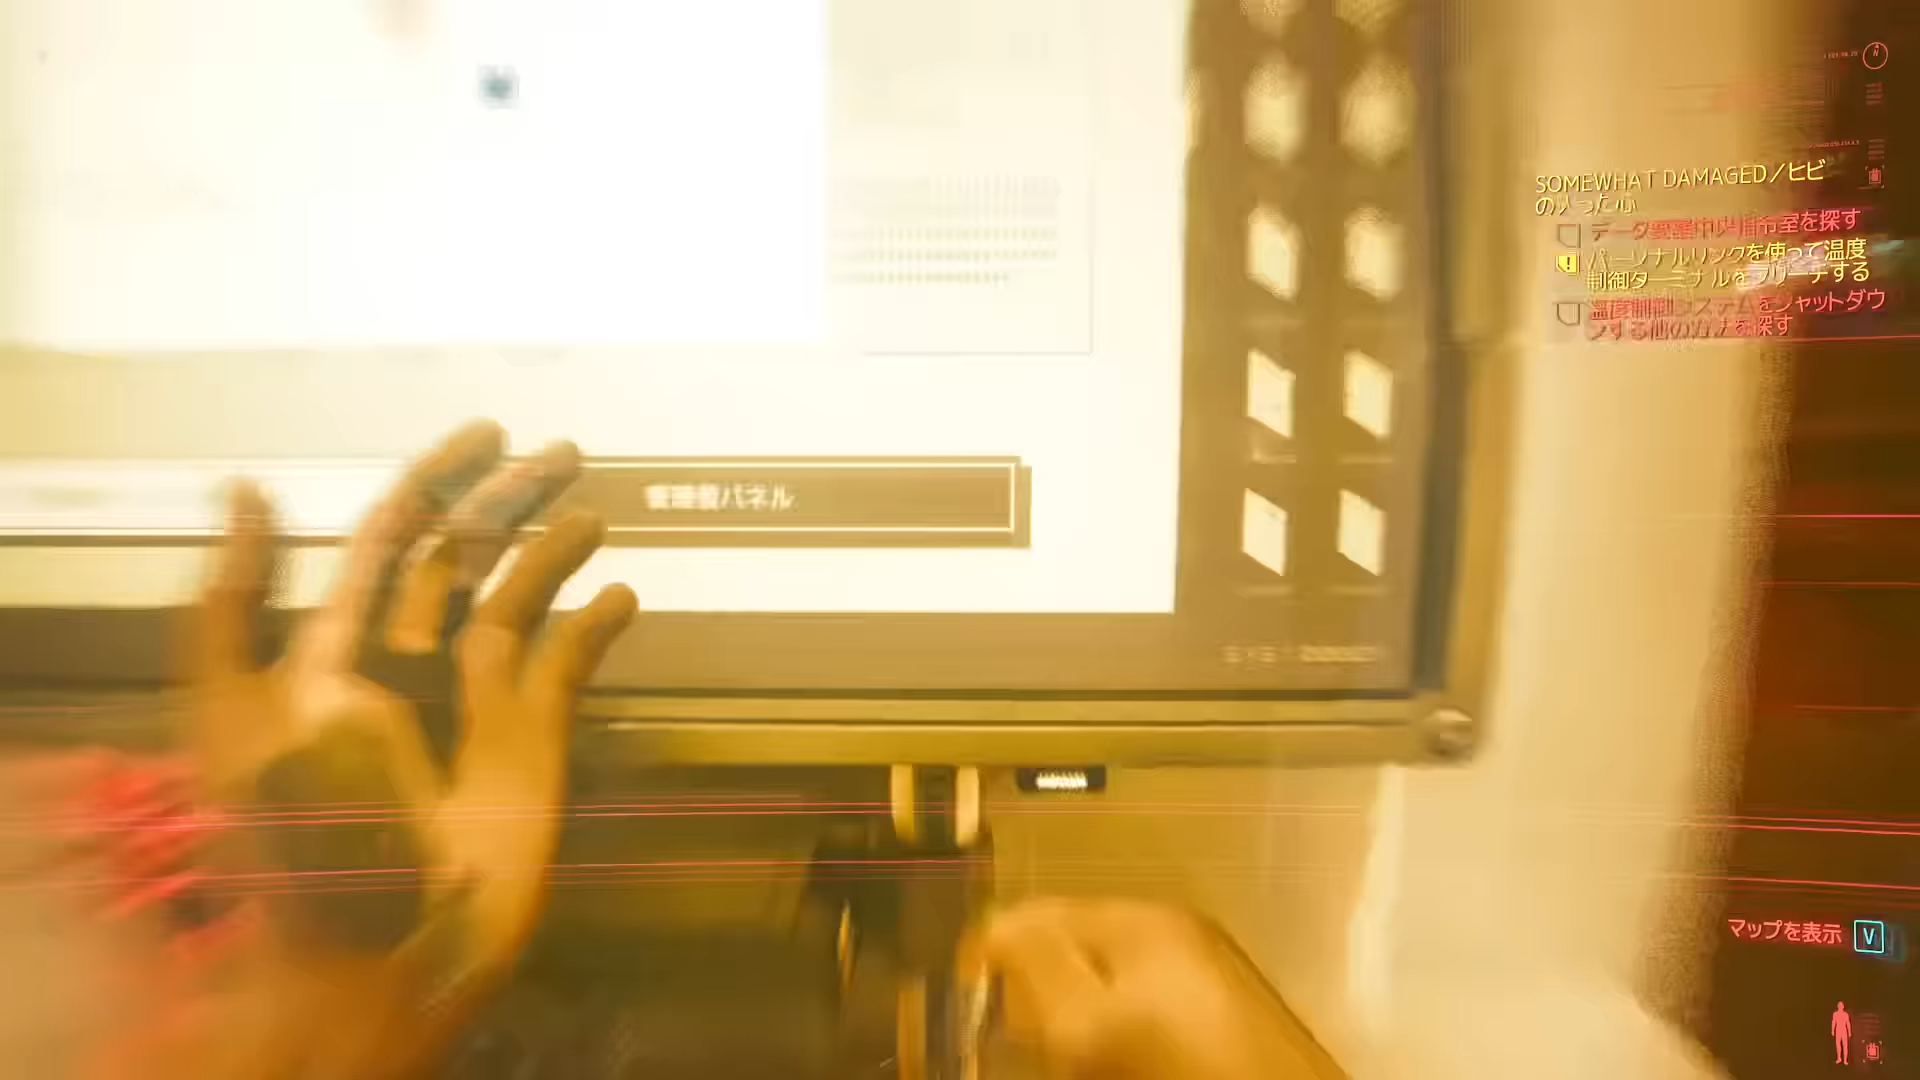 SOMEWHAT DAMAGED／ヒビ
の入った心
データ要塞中央指令室を探す
パーソナルリンクを使って温度
制御ターミナルをブリーチする
温度制御システムをシャットダウ
ンする他の方法を探す
パネル
マップを表示 V